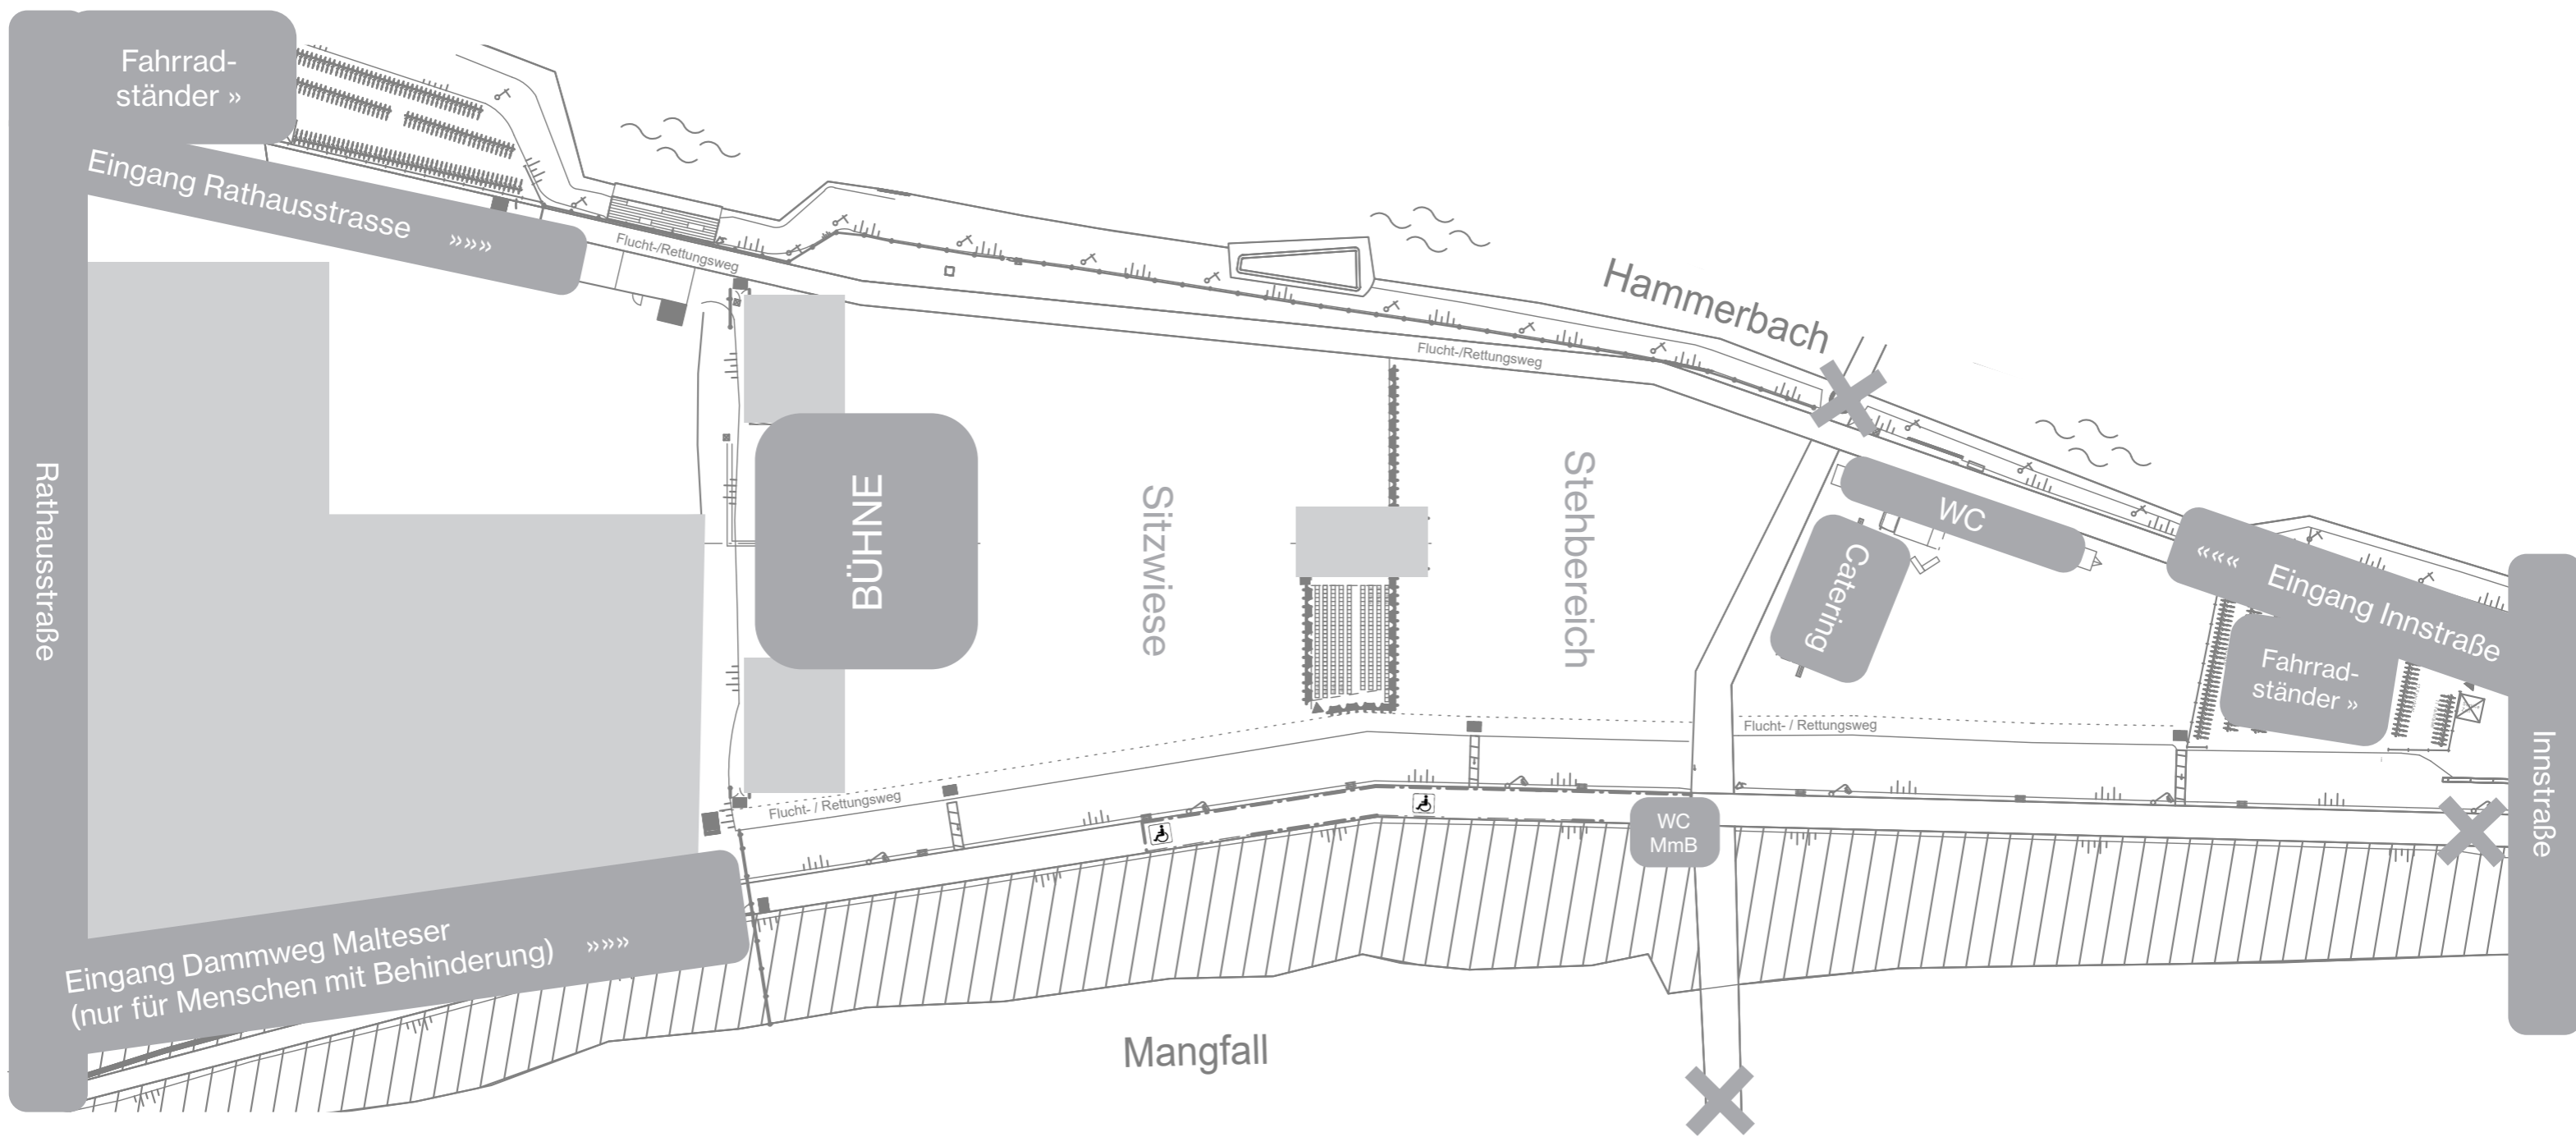 Fahrrad-
ständer »
Eingang Rathausstrasse »»»
Flucht-/Rettungsweg
Hammerbach
Flucht-/Rettungsweg
Rathausstraße
BÜHNE
Sitzwiese
Stehbereich
WC
Catering
««« Eingang Innstraße
Fahrrad-
ständer »
Flucht- / Rettungsweg
Innstraße
Flucht- / Rettungsweg
WC
MmB
Eingang Dammweg Malteser
(nur für Menschen mit Behinderung) »»»
Mangfall